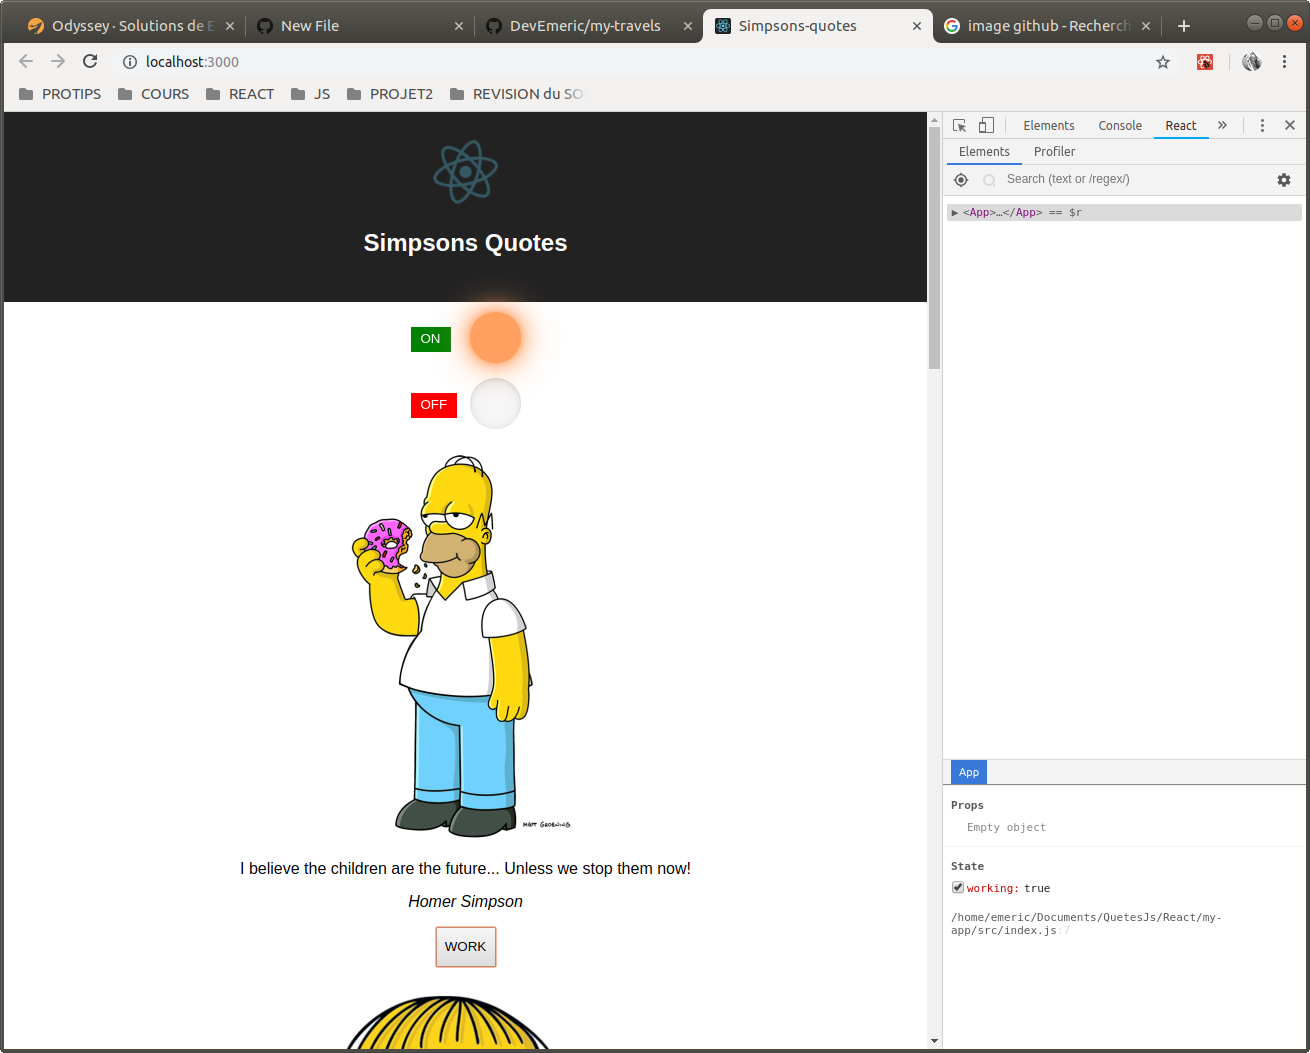 Odyssey · Solutions de E
New File
DevEmeric/my-travels
Simpsons-quotes
image github - Recherch
localhost:3000
PROTIPS
COURS
REACT
JS
PROJET2
REVISION du SO
Simpsons Quotes
ON
OFF
MATT GROENING
I believe the children are the future... Unless we stop them now!
Homer Simpson
WORK
Elements Console React »
Elements Profiler
Search (text or /regex/)
▶ <App>…</App> == $r
App
Props
Empty object
State
working: true
/home/emeric/Documents/QuetesJs/React/my-
app/src/index.js:7